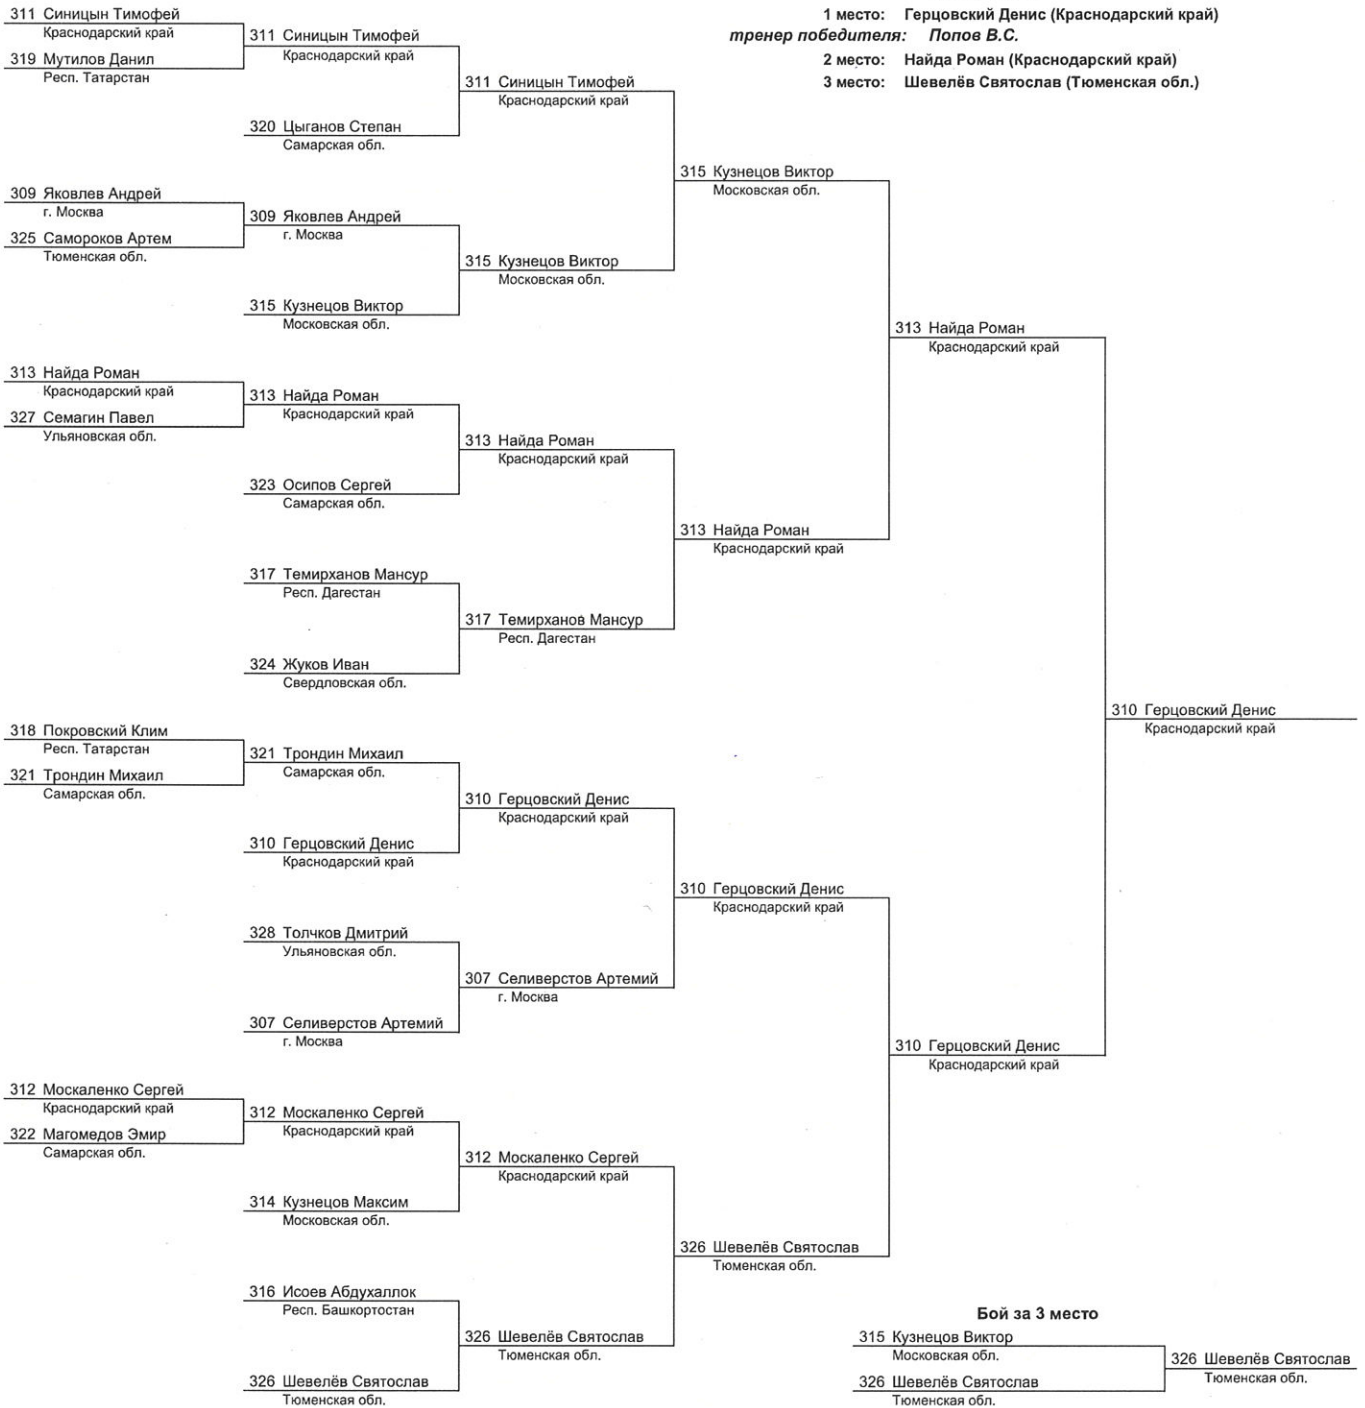 1 место: Герцовский Денис (Краснодарский край)
тренер победителя: Попов В.С.
2 место: Найда Роман (Краснодарский край)
3 место: Шевелёв Святослав (Тюменская обл.)
311 Синицын Тимофей
Краснодарский край
319 Мутилов Данил
Респ. Татарстан
309 Яковлев Андрей
г. Москва
325 Самороков Артем
Тюменская обл.
313 Найда Роман
Краснодарский край
327 Семагин Павел
Ульяновская обл.
318 Покровский Клим
Респ. Татарстан
321 Трондин Михаил
Самарская обл.
312 Москаленко Сергей
Краснодарский край
322 Магомедов Эмир
Самарская обл.
311 Синицын Тимофей
Краснодарский край
320 Цыганов Степан
Самарская обл.
309 Яковлев Андрей
г. Москва
315 Кузнецов Виктор
Московская обл.
313 Найда Роман
Краснодарский край
323 Осипов Сергей
Самарская обл.
317 Темирханов Мансур
Респ. Дагестан
324 Жуков Иван
Свердловская обл.
321 Трондин Михаил
Самарская обл.
310 Герцовский Денис
Краснодарский край
328 Толчков Дмитрий
Ульяновская обл.
307 Селиверстов Артемий
г. Москва
312 Москаленко Сергей
Краснодарский край
314 Кузнецов Максим
Московская обл.
316 Исоев Абдухаллок
Респ. Башкортостан
326 Шевелёв Святослав
Тюменская обл.
311 Синицын Тимофей
Краснодарский край
315 Кузнецов Виктор
Московская обл.
313 Найда Роман
Краснодарский край
317 Темирханов Мансур
Респ. Дагестан
310 Герцовский Денис
Краснодарский край
307 Селиверстов Артемий
г. Москва
312 Москаленко Сергей
Краснодарский край
326 Шевелёв Святослав
Тюменская обл.
315 Кузнецов Виктор
Московская обл.
313 Найда Роман
Краснодарский край
310 Герцовский Денис
Краснодарский край
326 Шевелёв Святослав
Тюменская обл.
313 Найда Роман
Краснодарский край
310 Герцовский Денис
Краснодарский край
310 Герцовский Денис
Краснодарский край
Бой за 3 место
315 Кузнецов Виктор
Московская обл.
326 Шевелёв Святослав
Тюменская обл.
326 Шевелёв Святослав
Тюменская обл.